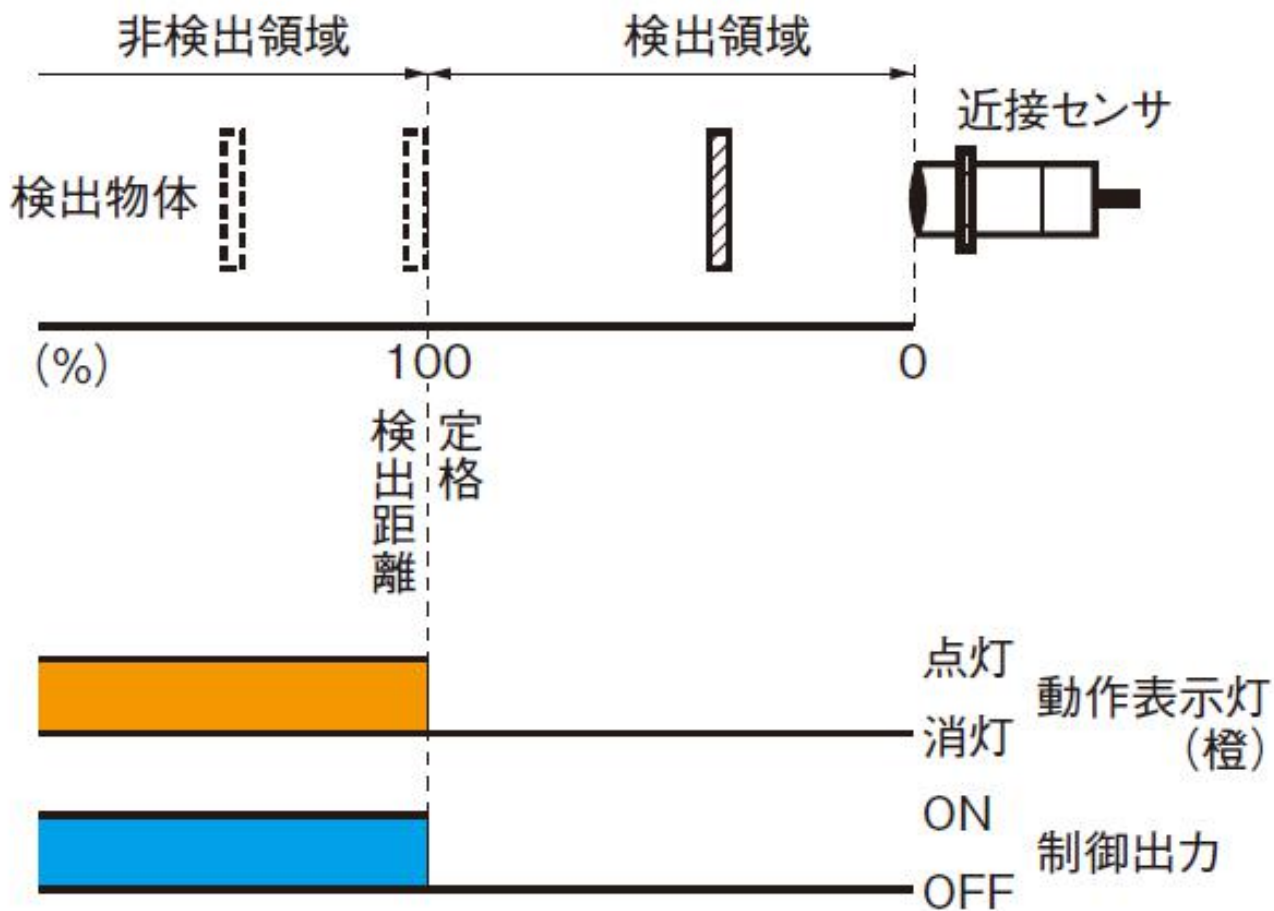 非検出領域
検出領域
近接センサ
検出物体
(%)
100
0
定格
検出距離
点灯
消灯
動作表示灯
(橙)
ON
OFF
制御出力